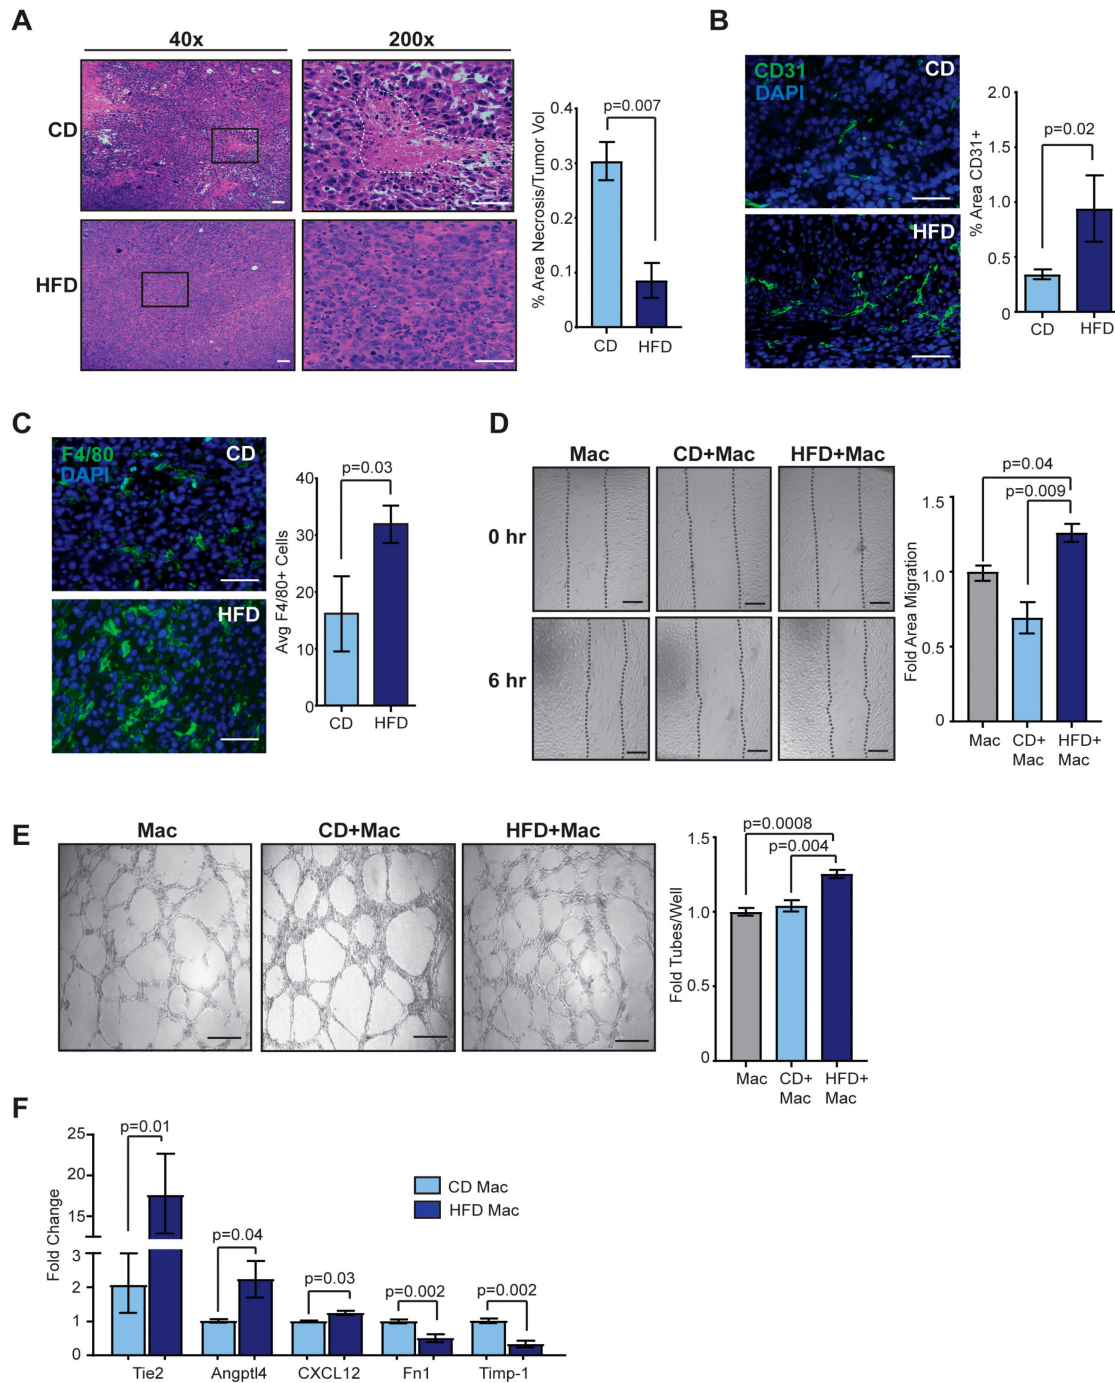 A
40x
200x
CD
HFD
% Area Necrosis/Tumor Vol
0.4
0.3
0.2
0.1
0
p=0.007
CD
HFD
B
CD31
DAPI
CD
HFD
% Area CD31+
2.0
1.5
1.0
0.5
0
p=0.02
CD
HFD
C
F4/80
DAPI
CD
HFD
Avg F4/80+ Cells
40
30
20
10
0
p=0.03
CD
HFD
D
Mac
CD+Mac
HFD+Mac
0 hr
6 hr
Fold Area Migration
1.5
1.0
0.5
0
p=0.04
p=0.009
Mac
CD+
Mac
HFD+
Mac
E
Mac
CD+Mac
HFD+Mac
Fold Tubes/Well
1.5
1.0
0.5
0
p=0.0008
p=0.004
Mac
CD+
Mac
HFD+
Mac
F
Fold Change
25
20
15
3
2
1
0
p=0.01
p=0.04
p=0.03
p=0.002
p=0.002
CD Mac
HFD Mac
Tie2
Angptl4
CXCL12
Fn1
Timp-1